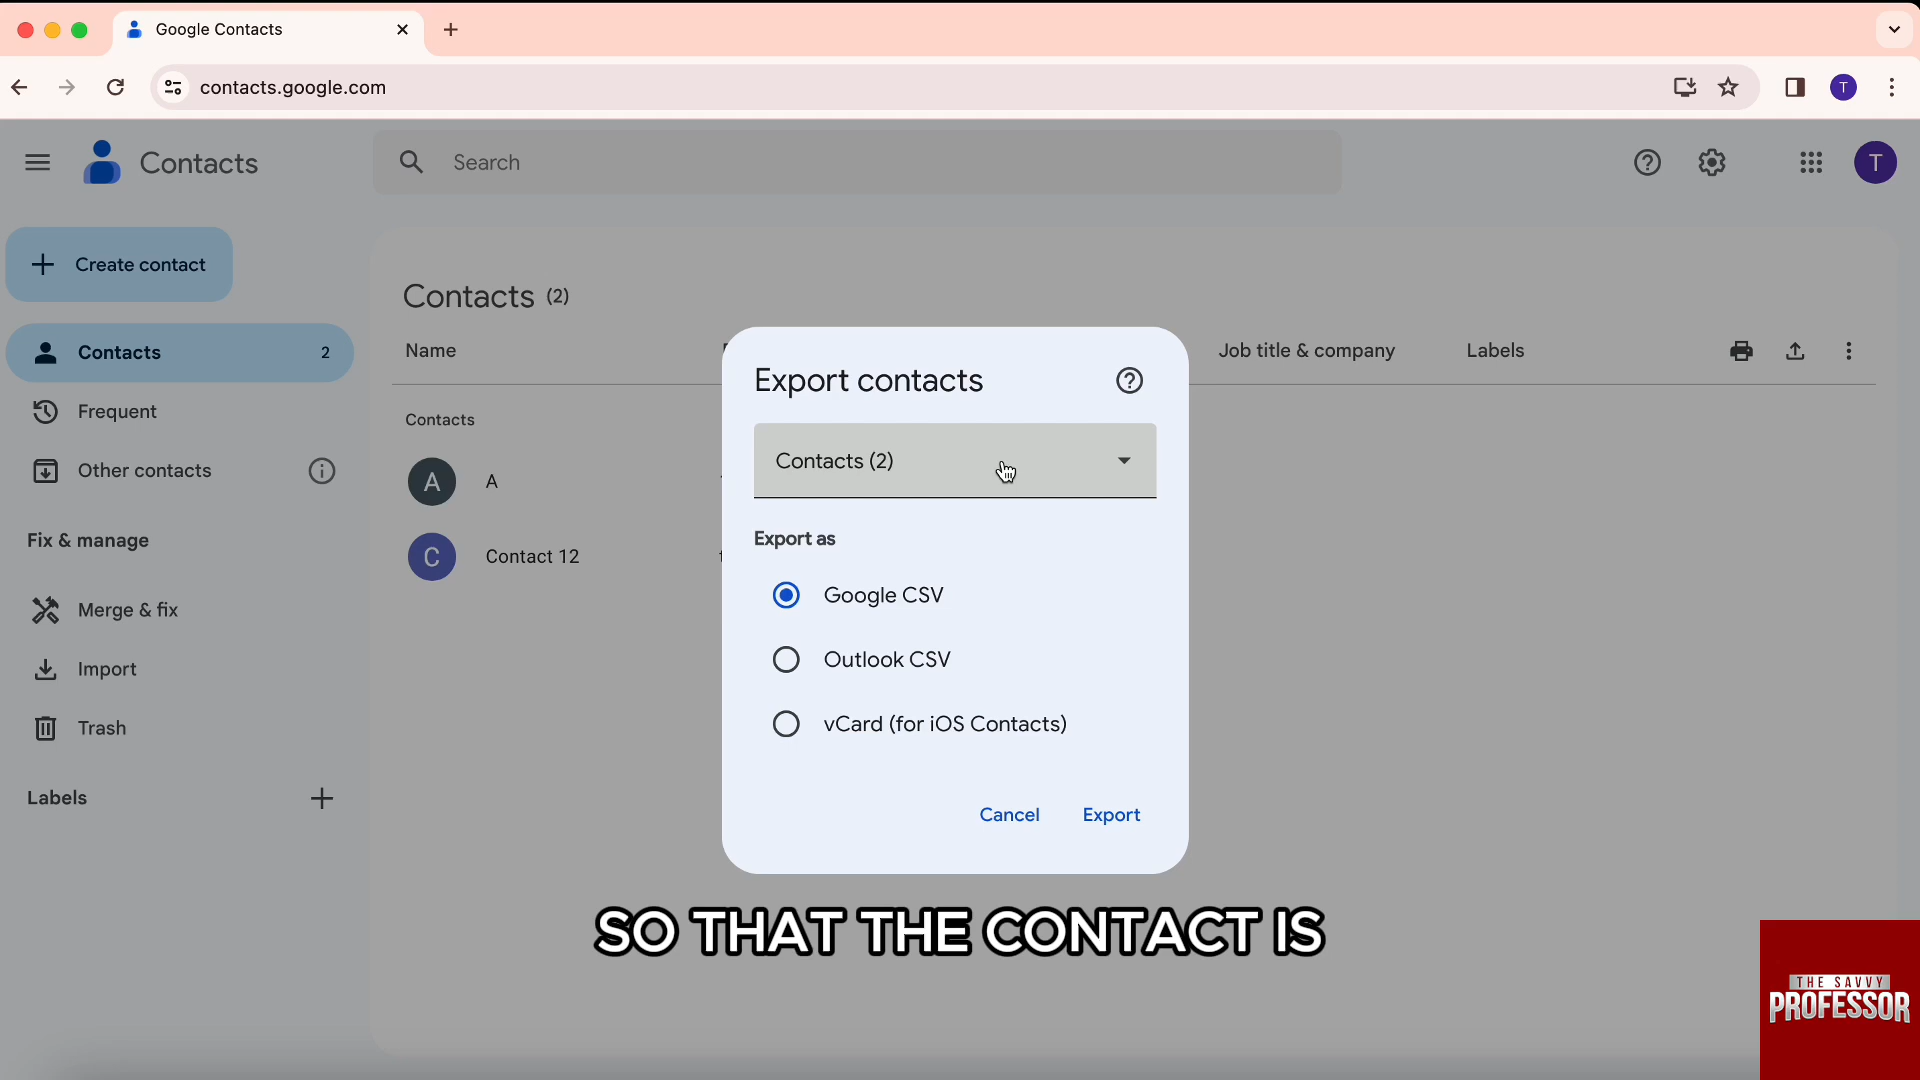 Google Contacts
contacts.google.com
T
Contacts
Search
T
Create contact
Contacts (2)
Contacts 2
Name
Job title & company
Labels
Frequent
Contacts
Other contacts
A A
Fix & manage
C Contact 12
Merge & fix
Import
Trash
Labels
Export contacts
Contacts (2)
Export as
Google CSV
Outlook CSV
vCard (for iOS Contacts)
Cancel Export
SO THAT THE CONTACT IS
THE SAVVY
PROFESSOR